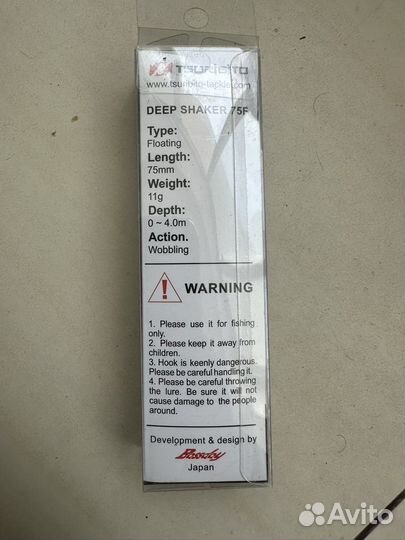 TSURIBITO
www.tsuribito-tackle.com
DEEP SHAKER 75F
Type:
Floating
Length:
75mm
Weight:
11g
Depth:
0 ~ 4.0m
Action.
Wobbling
WARNING
1. Please use it for fishing
only.
2. Please keep it away from
children.
3. Hook is keenly dangerous.
Please be careful handling it.
4. Please be careful throwing
the lure. Be sure it will not
cause damage to the people
around.
Development & design by
Bassday
Japan
Avito